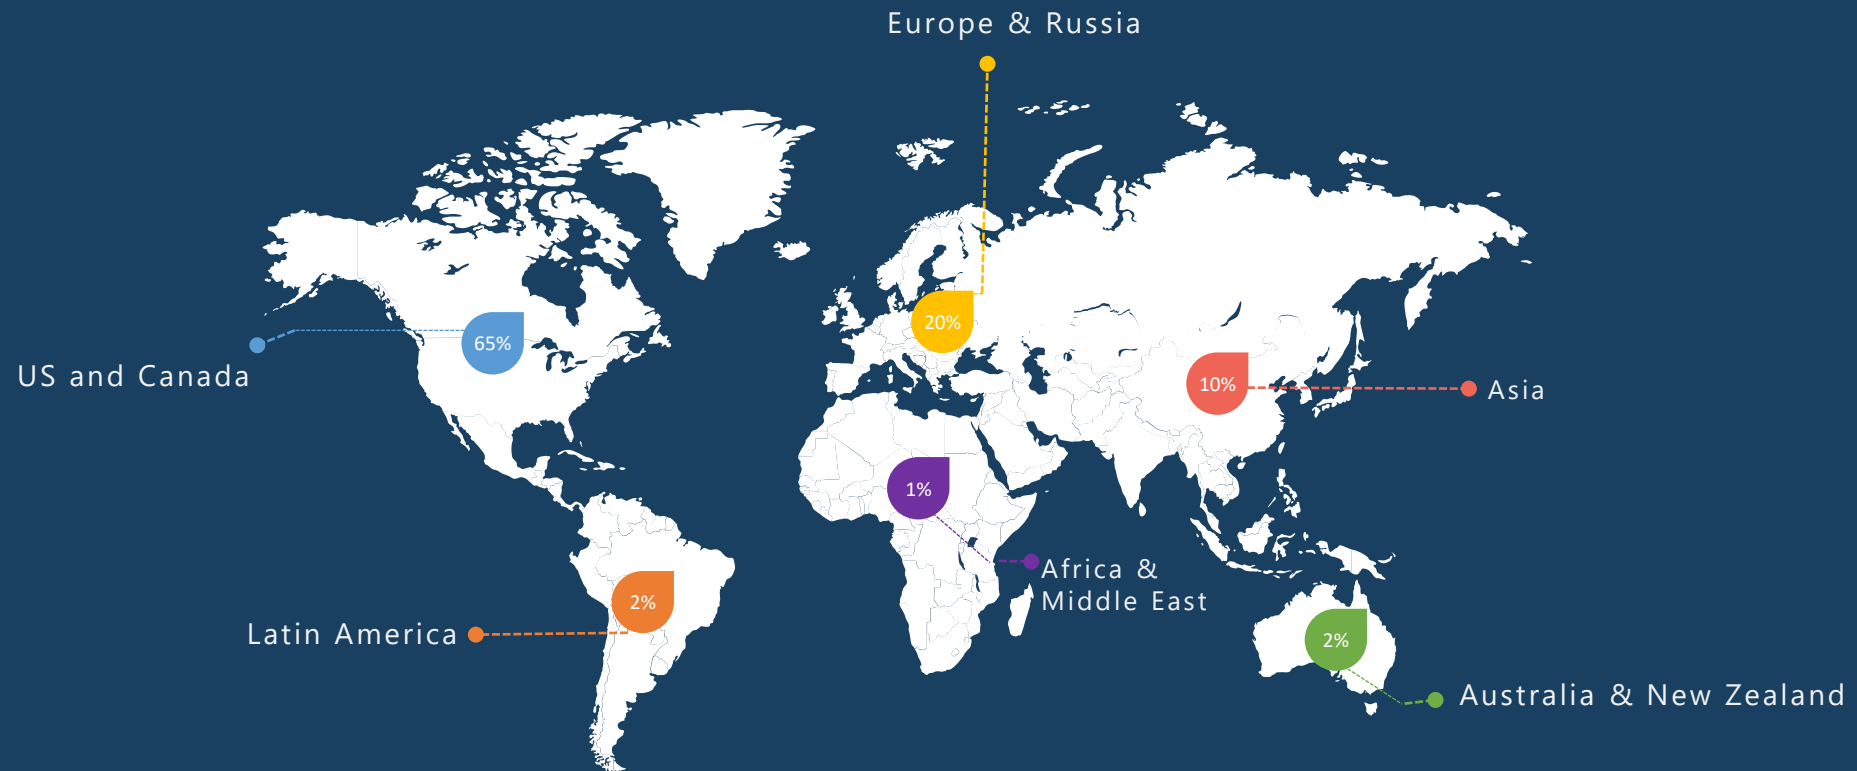 Europe & Russia
20%
65%
US and Canada
10%
Asia
1%
Africa &
Middle East
2%
Latin America
2%
Australia & New Zealand